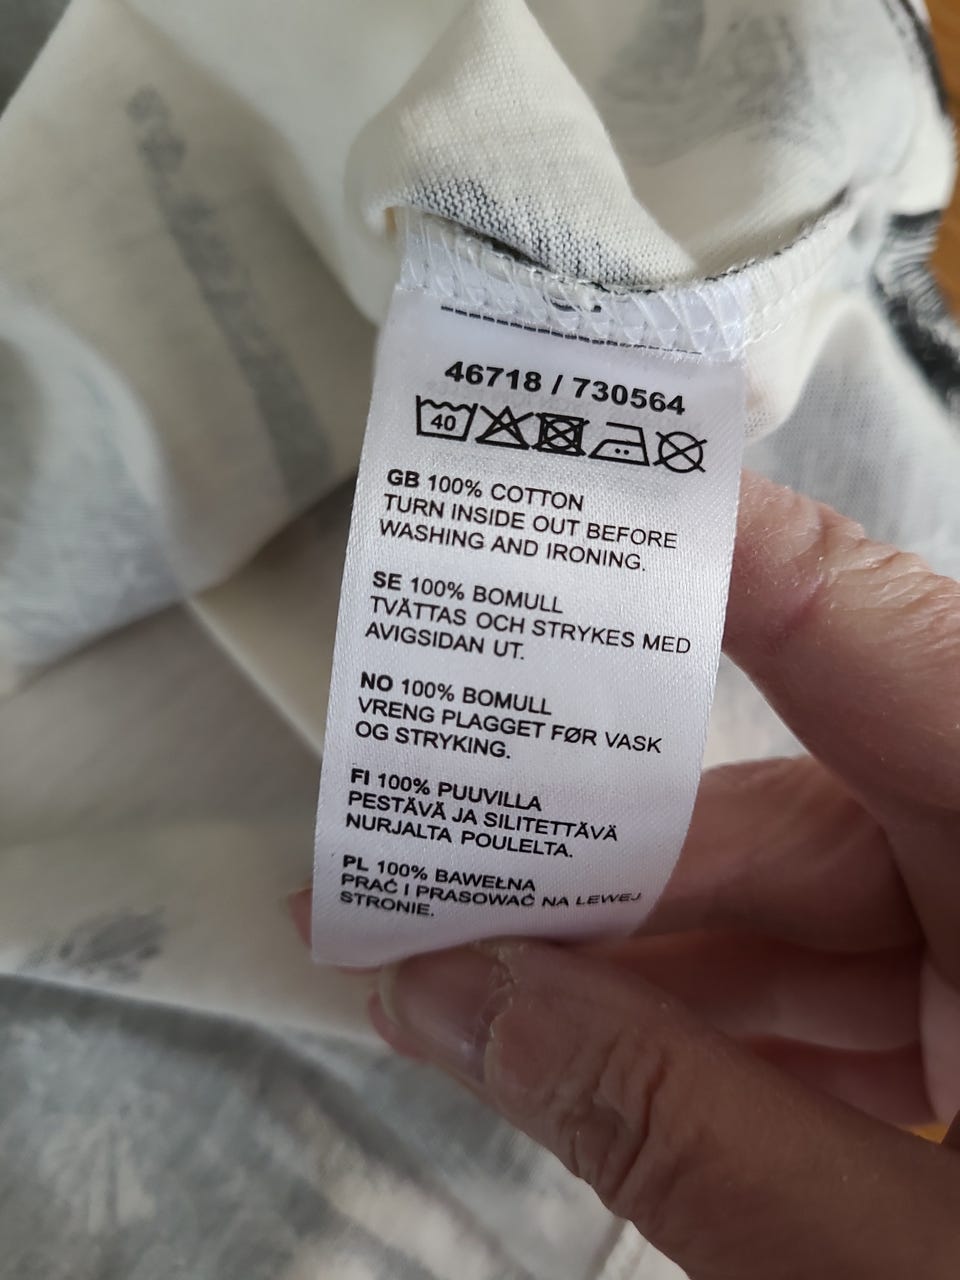 46718 / 730564
40
GB 100% COTTON
TURN INSIDE OUT BEFORE
WASHING AND IRONING.
SE 100% BOMULL
TVÄTTAS OCH STRYKES MED
AVIGSIDAN UT.
NO 100% BOMULL
VRENG PLAGGET FØR VASK
OG STRYKING.
FI 100% PUUVILLA
PESTÄVÄ JA SILITETTÄVÄ
NURJALTA POULELTA.
PL 100% BAWEŁNA
PRAĆ I PRASOWAĆ NA LEWEJ
STRONIE.